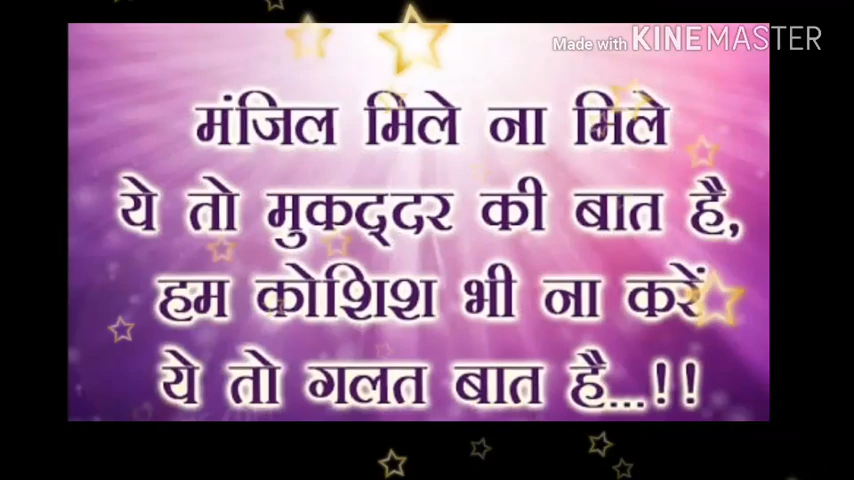 Made with KINEMASTER
मंजिल मिले ना मिले
ये तो मुकद्दर की बात है,
हम कोशिश भी ना करें
ये तो गलत बात है...!!